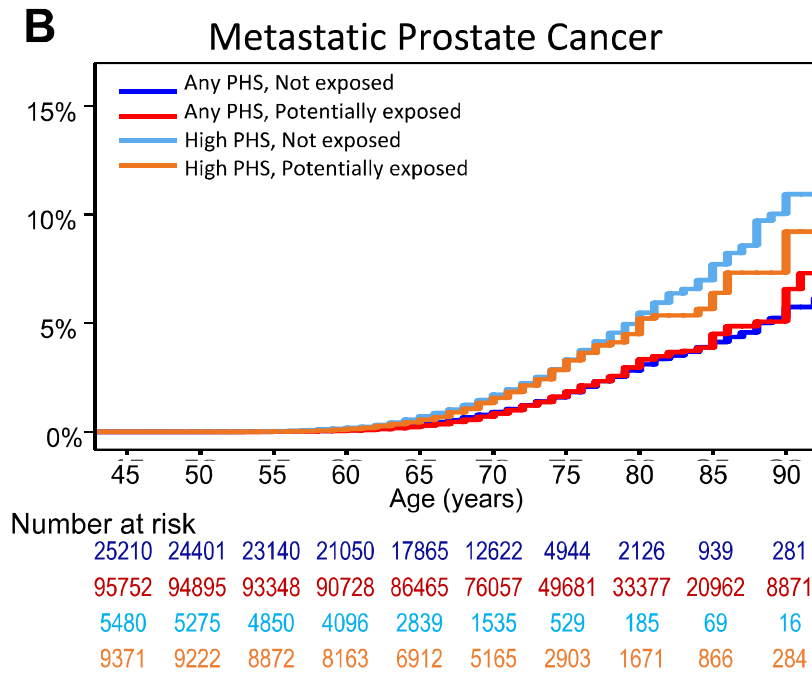 B
Metastatic Prostate Cancer
Any PHS, Not exposed
Any PHS, Potentially exposed
High PHS, Not exposed
High PHS, Potentially exposed
15%
10%
5%
0%
45 50 55 60 65 70 75 80 85 90
Age (years)
Number at risk
25210 24401 23140 21050 17865 12622 4944 2126 939 281
95752 94895 93348 90728 86465 76057 49681 33377 20962 8871
5480 5275 4850 4096 2839 1535 529 185 69 16
9371 9222 8872 8163 6912 5165 2903 1671 866 284